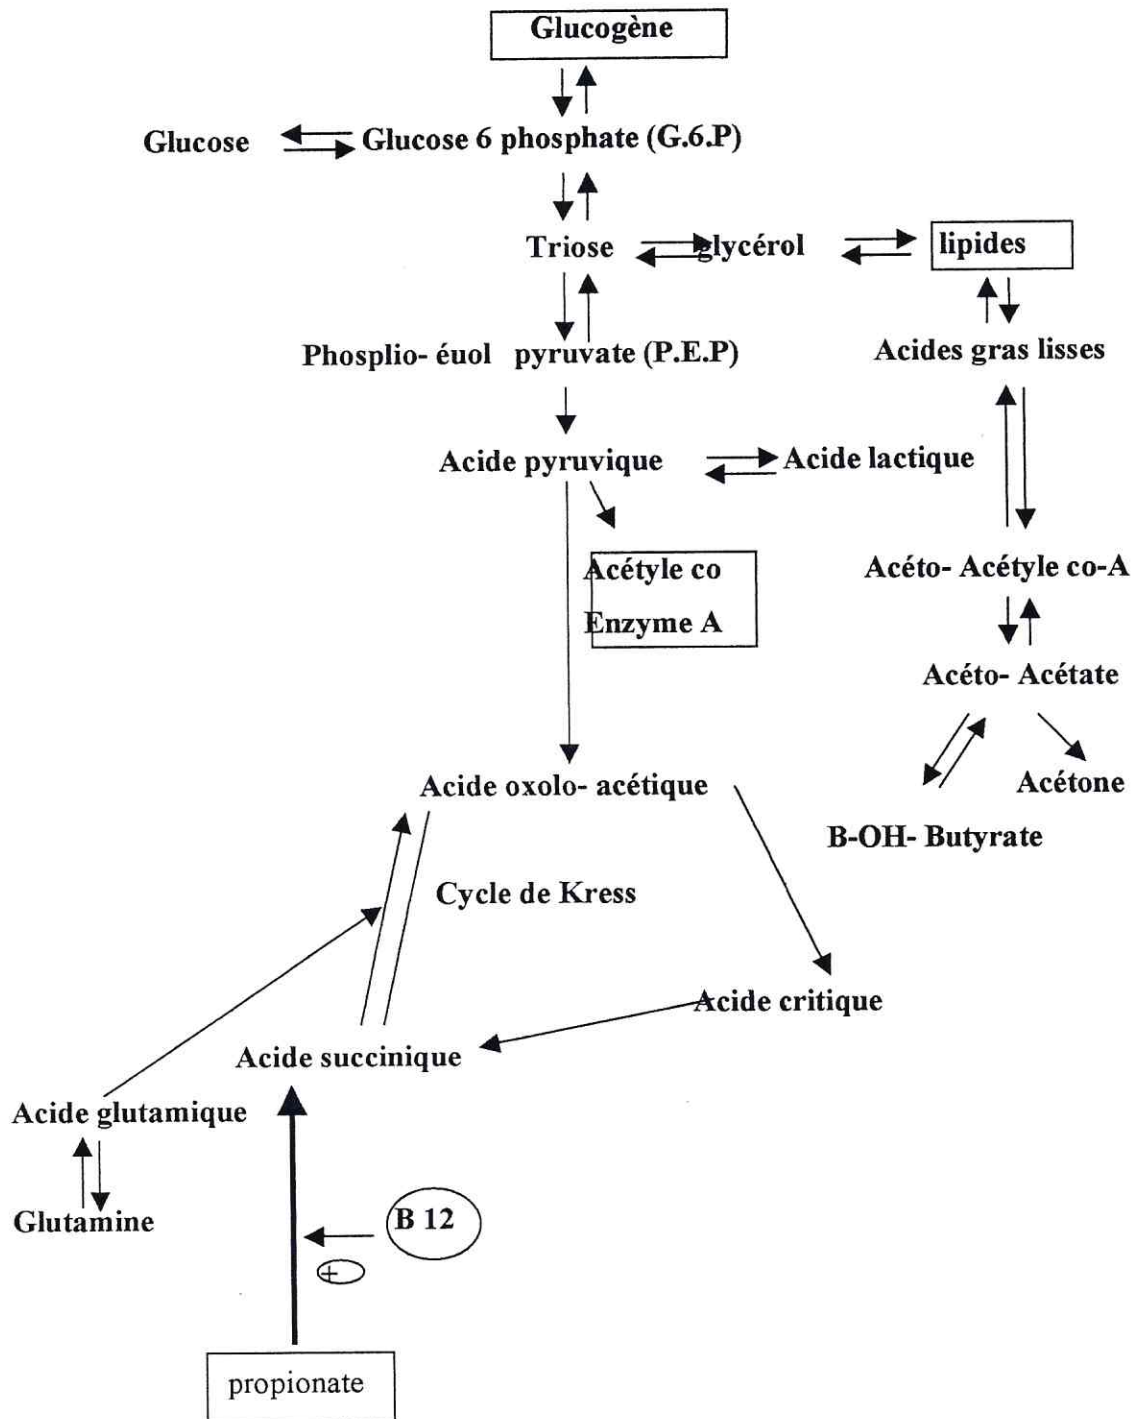 Glucogène
Glucose
Glucose 6 phosphate (G.6.P)
Triose
glycérol
lipides
Phosplio- éuol pyruvate (P.E.P)
Acides gras lisses
Acide pyruvique
Acide lactique
Acétyle co
Enzyme A
Acéto- Acétyle co-A
Acéto- Acétate
Acide oxolo- acétique
Acétone
B-OH- Butyrate
Cycle de Kress
Acide critique
Acide succinique
Acide glutamique
Glutamine
B 12
+
propionate